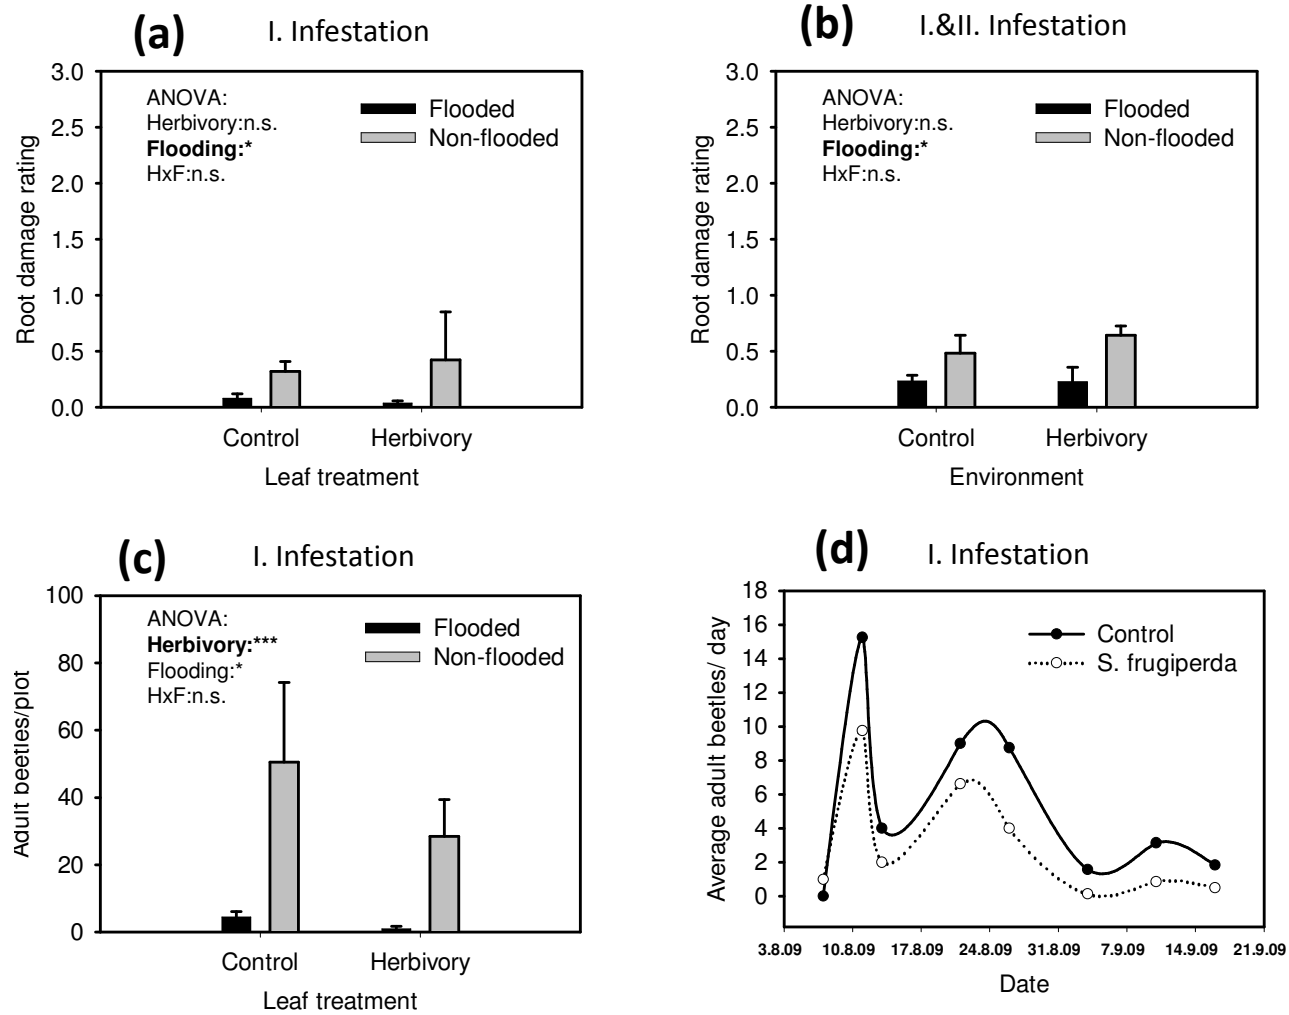 (a) I. Infestation
3.0
2.5
2.0
1.5
1.0
0.5
0.0
Root damage rating
ANOVA:
Herbivory:n.s.
Flooding:*
HxF:n.s.
Flooded
Non-flooded
Control Herbivory
Leaf treatment
(b) I.&II. Infestation
3.0
2.5
2.0
1.5
1.0
0.5
0.0
Root damage rating
ANOVA:
Herbivory:n.s.
Flooding:*
HxF:n.s.
Flooded
Non-flooded
Control Herbivory
Environment
(c) I. Infestation
100
80
60
40
20
0
Adult beetles/plot
ANOVA:
Herbivory:***
Flooding:*
HxF:n.s.
Flooded
Non-flooded
Control Herbivory
Leaf treatment
(d) I. Infestation
18
16
14
12
10
8
6
4
2
0
Average adult beetles/ day
Control
S. frugiperda
3.8.09 10.8.09 17.8.09 24.8.09 31.8.09 7.9.09 14.9.09 21.9.09
Date